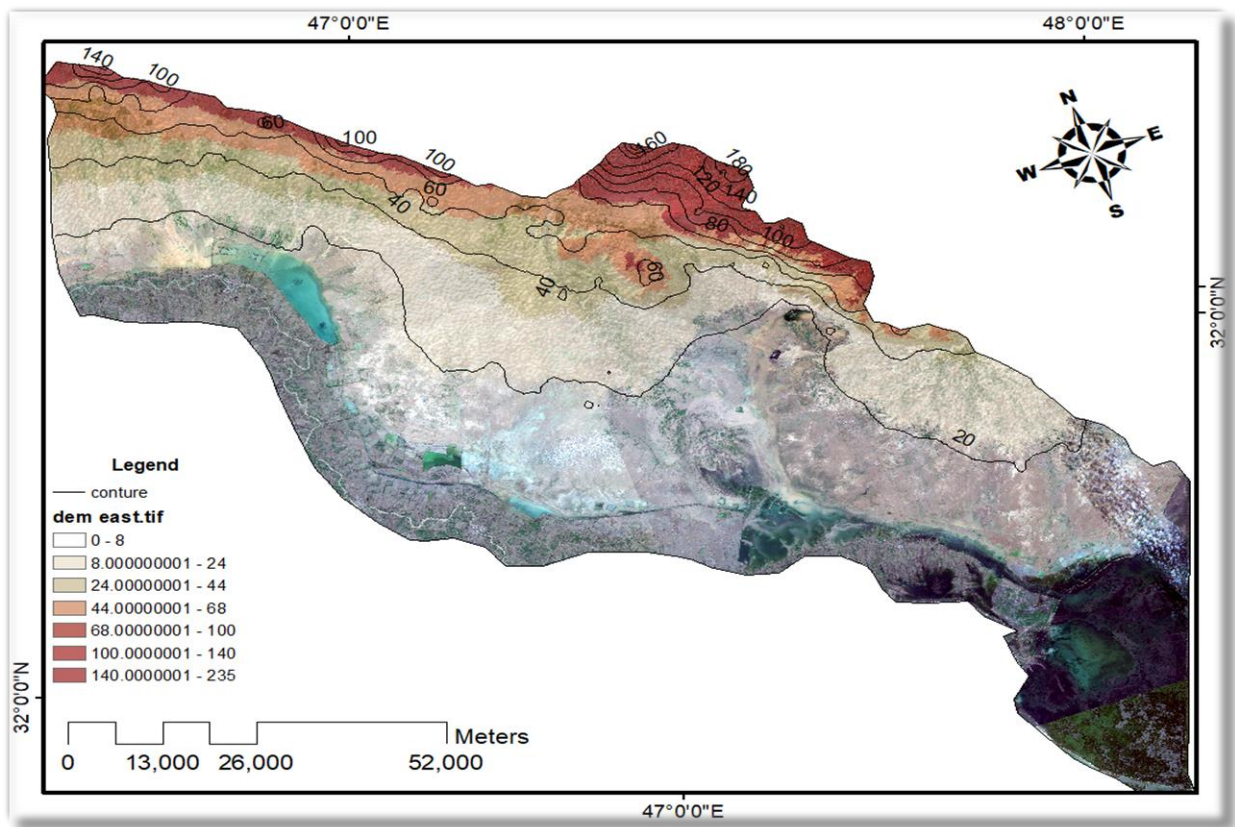 47°0'0"E
48°0'0"E
140
100
60
100
100
60
40
40
60
160
180
120
140
80
100
20
N
E
W
S
32°0'0"N
32°0'0"N
Legend
conture
dem east.tif
0 - 8
8.000000001 - 24
24.00000001 - 44
44.00000001 - 68
68.00000001 - 100
100.0000001 - 140
140.0000001 - 235
Meters
0 13,000 26,000 52,000
47°0'0"E